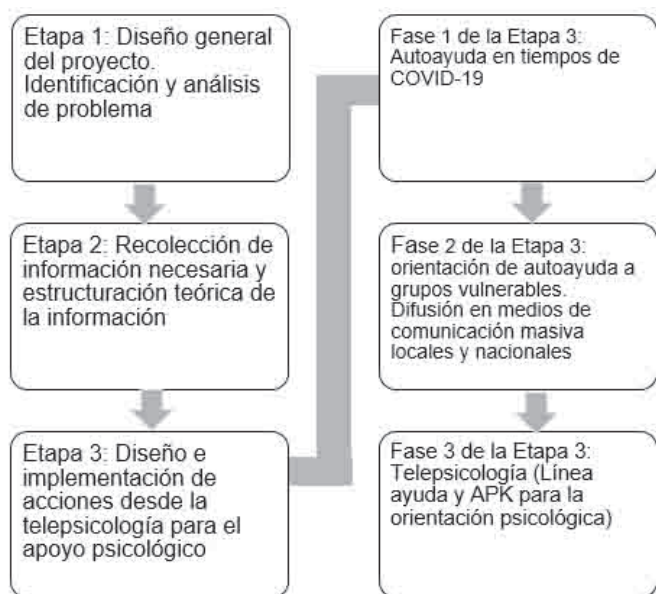 Etapa 1: Diseño general
del proyecto.
Identificación y análisis
de problema
Etapa 2: Recolección de
información necesaria y
estructuración teórica de
la información
Etapa 3: Diseño e
implementación de
acciones desde la
telepsicología para el
apoyo psicológico
Fase 1 de la Etapa 3:
Autoayuda en tiempos de
COVID-19
Fase 2 de la Etapa 3:
orientación de autoayuda a
grupos vulnerables.
Difusión en medios de
comunicación masiva
locales y nacionales
Fase 3 de la Etapa 3:
Telepsicología (Línea
ayuda y APK para la
orientación psicológica)